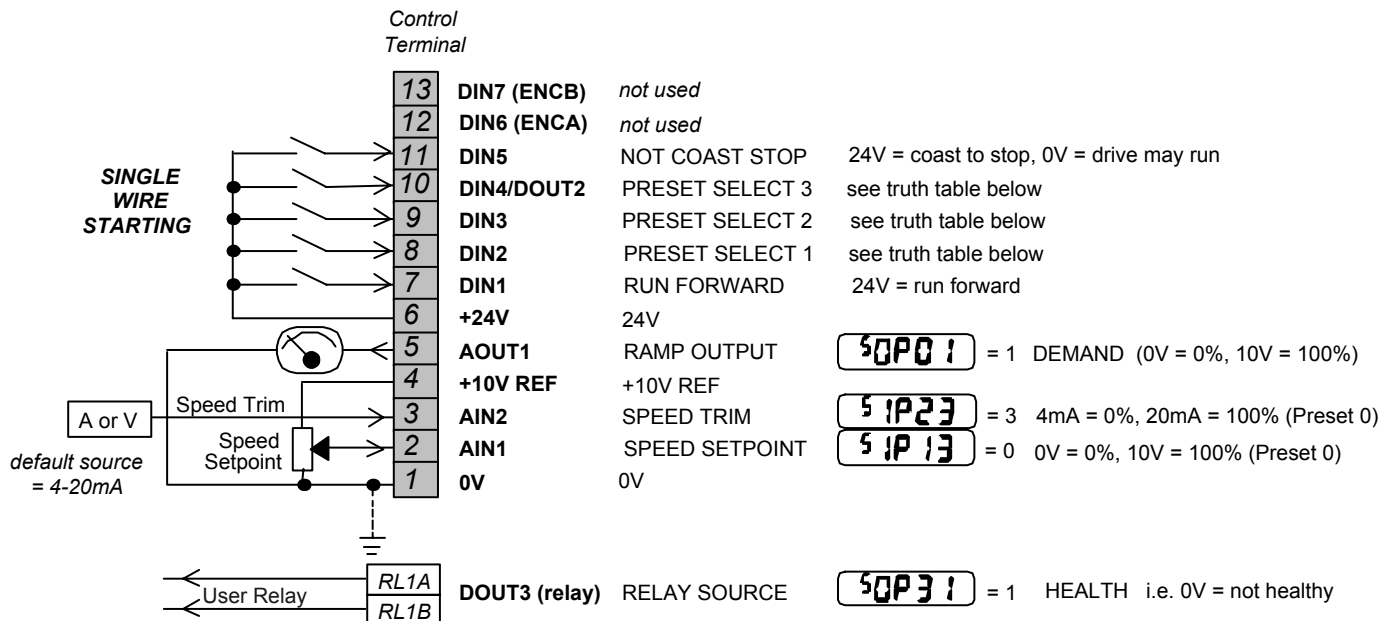 Control
Terminal
13 DIN7 (ENCB) not used
12 DIN6 (ENCA) not used
11 DIN5 NOT COAST STOP 24V = coast to stop, 0V = drive may run
SINGLE
WIRE
STARTING
10 DIN4/DOUT2 PRESET SELECT 3 see truth table below
9 DIN3 PRESET SELECT 2 see truth table below
8 DIN2 PRESET SELECT 1 see truth table below
7 DIN1 RUN FORWARD 24V = run forward
6 +24V 24V
5 AOUT1 RAMP OUTPUT SOP01 = 1 DEMAND (0V = 0%, 10V = 100%)
4 +10V REF +10V REF
A or V Speed Trim 3 AIN2 SPEED TRIM SIP23 = 3 4mA = 0%, 20mA = 100% (Preset 0)
Speed
Setpoint 2 AIN1 SPEED SETPOINT SIP13 = 0 0V = 0%, 10V = 100% (Preset 0)
default source
= 4-20mA
1 0V 0V
User Relay
RL1A
RL1B
DOUT3 (relay) RELAY SOURCE SOP31 = 1 HEALTH i.e. 0V = not healthy